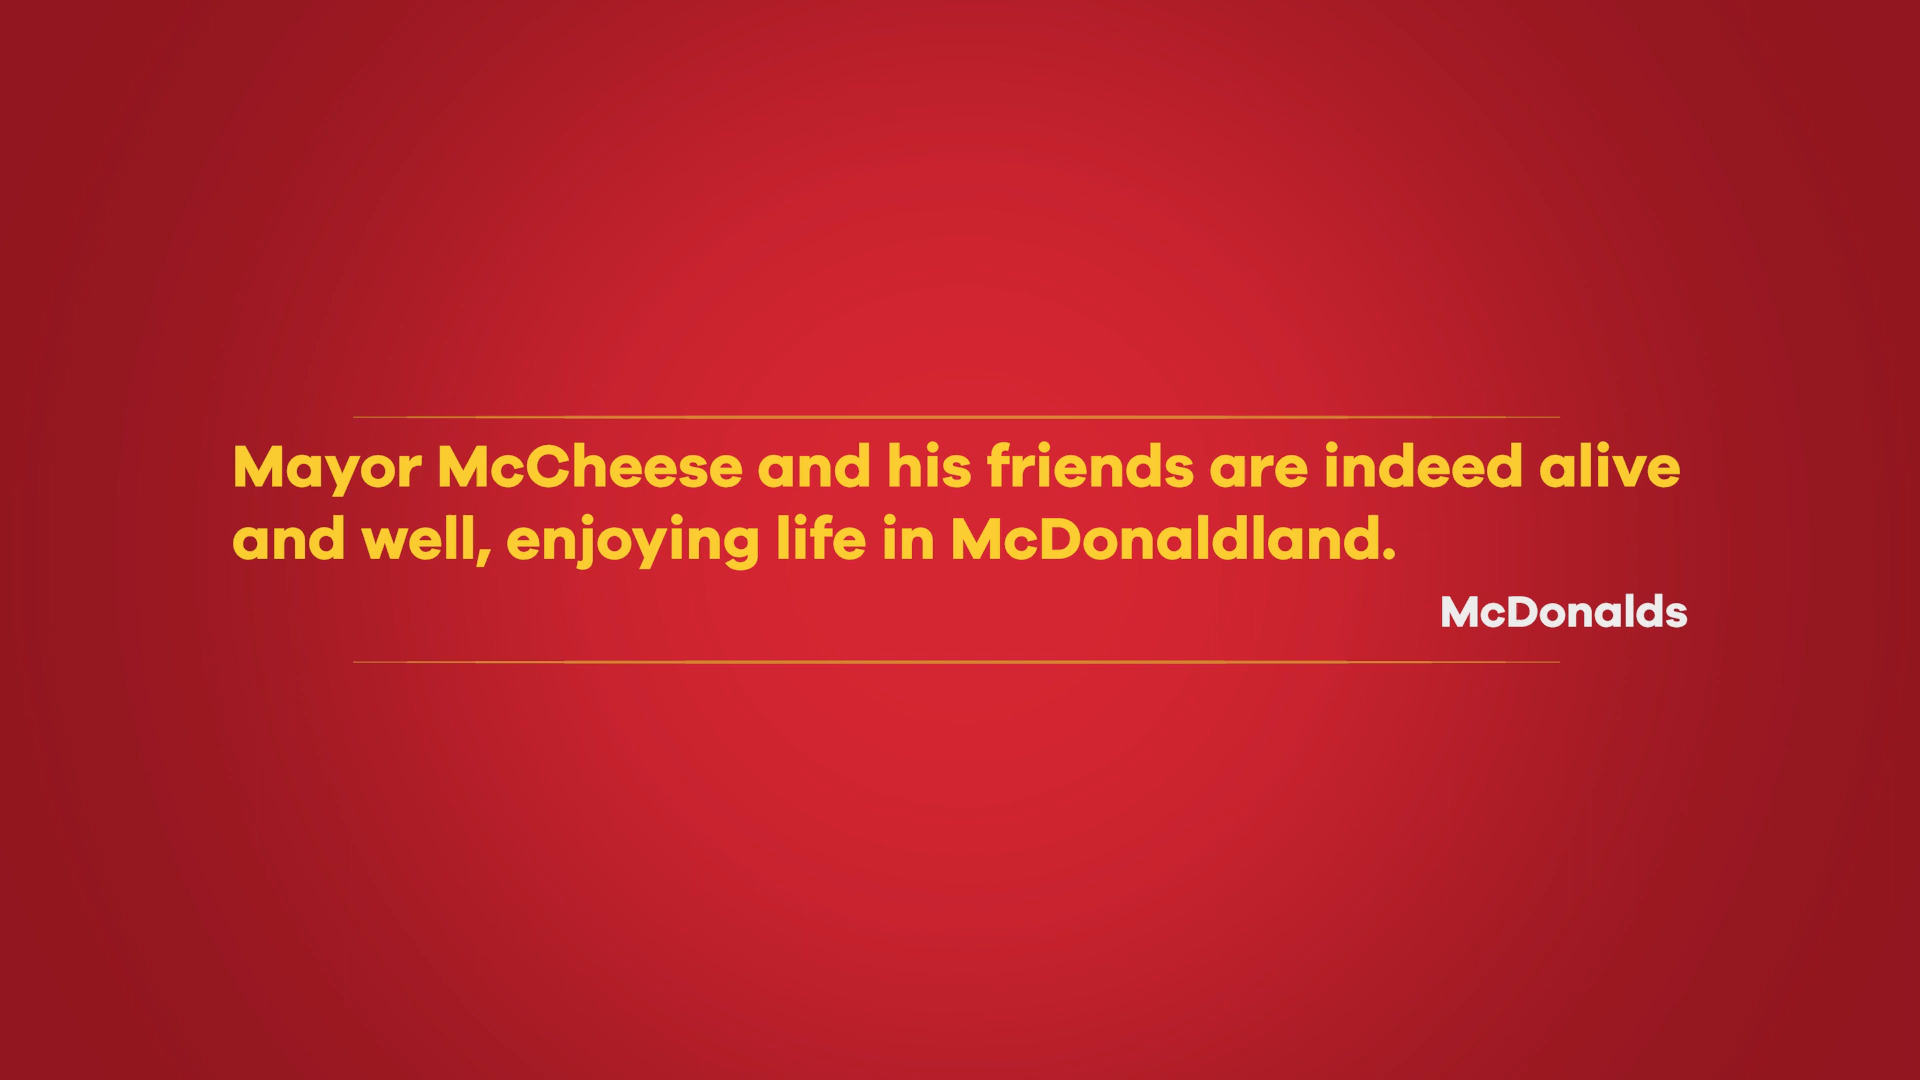 Mayor McCheese and his friends are indeed alive
and well, enjoying life in McDonaldland.
McDonalds